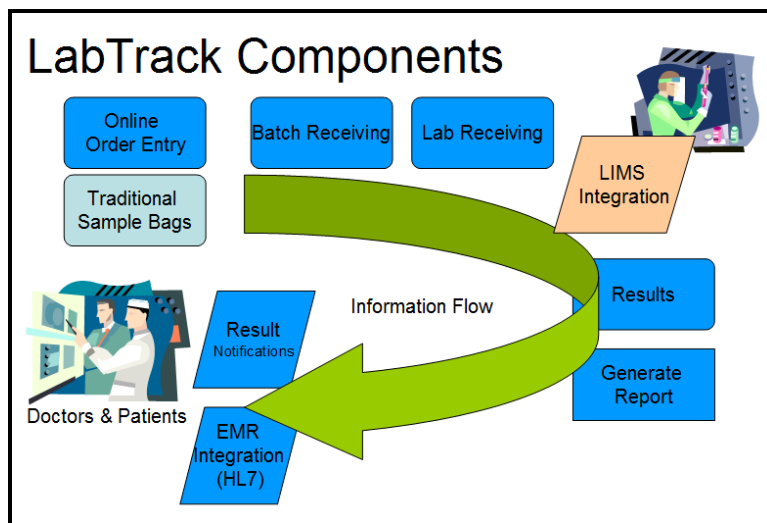 LabTrack Components
Online
Order Entry
Batch Receiving
Lab Receiving
Traditional
Sample Bags
LIMS
Integration
Results
Information Flow
Result
Notifications
Generate
Report
Doctors & Patients
EMR
Integration
(HL7)